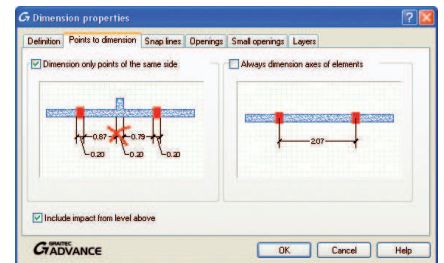 Dimension properties
Definition Points to dimension Snap lines Openings Small openings Layers
Dimension only points of the same side
Always dimension axes of elements
0.87 0.79
0.20 0.20 0.20
2.07
Include impact from level above
GRAITEC
ADVANCE
OK Cancel Help